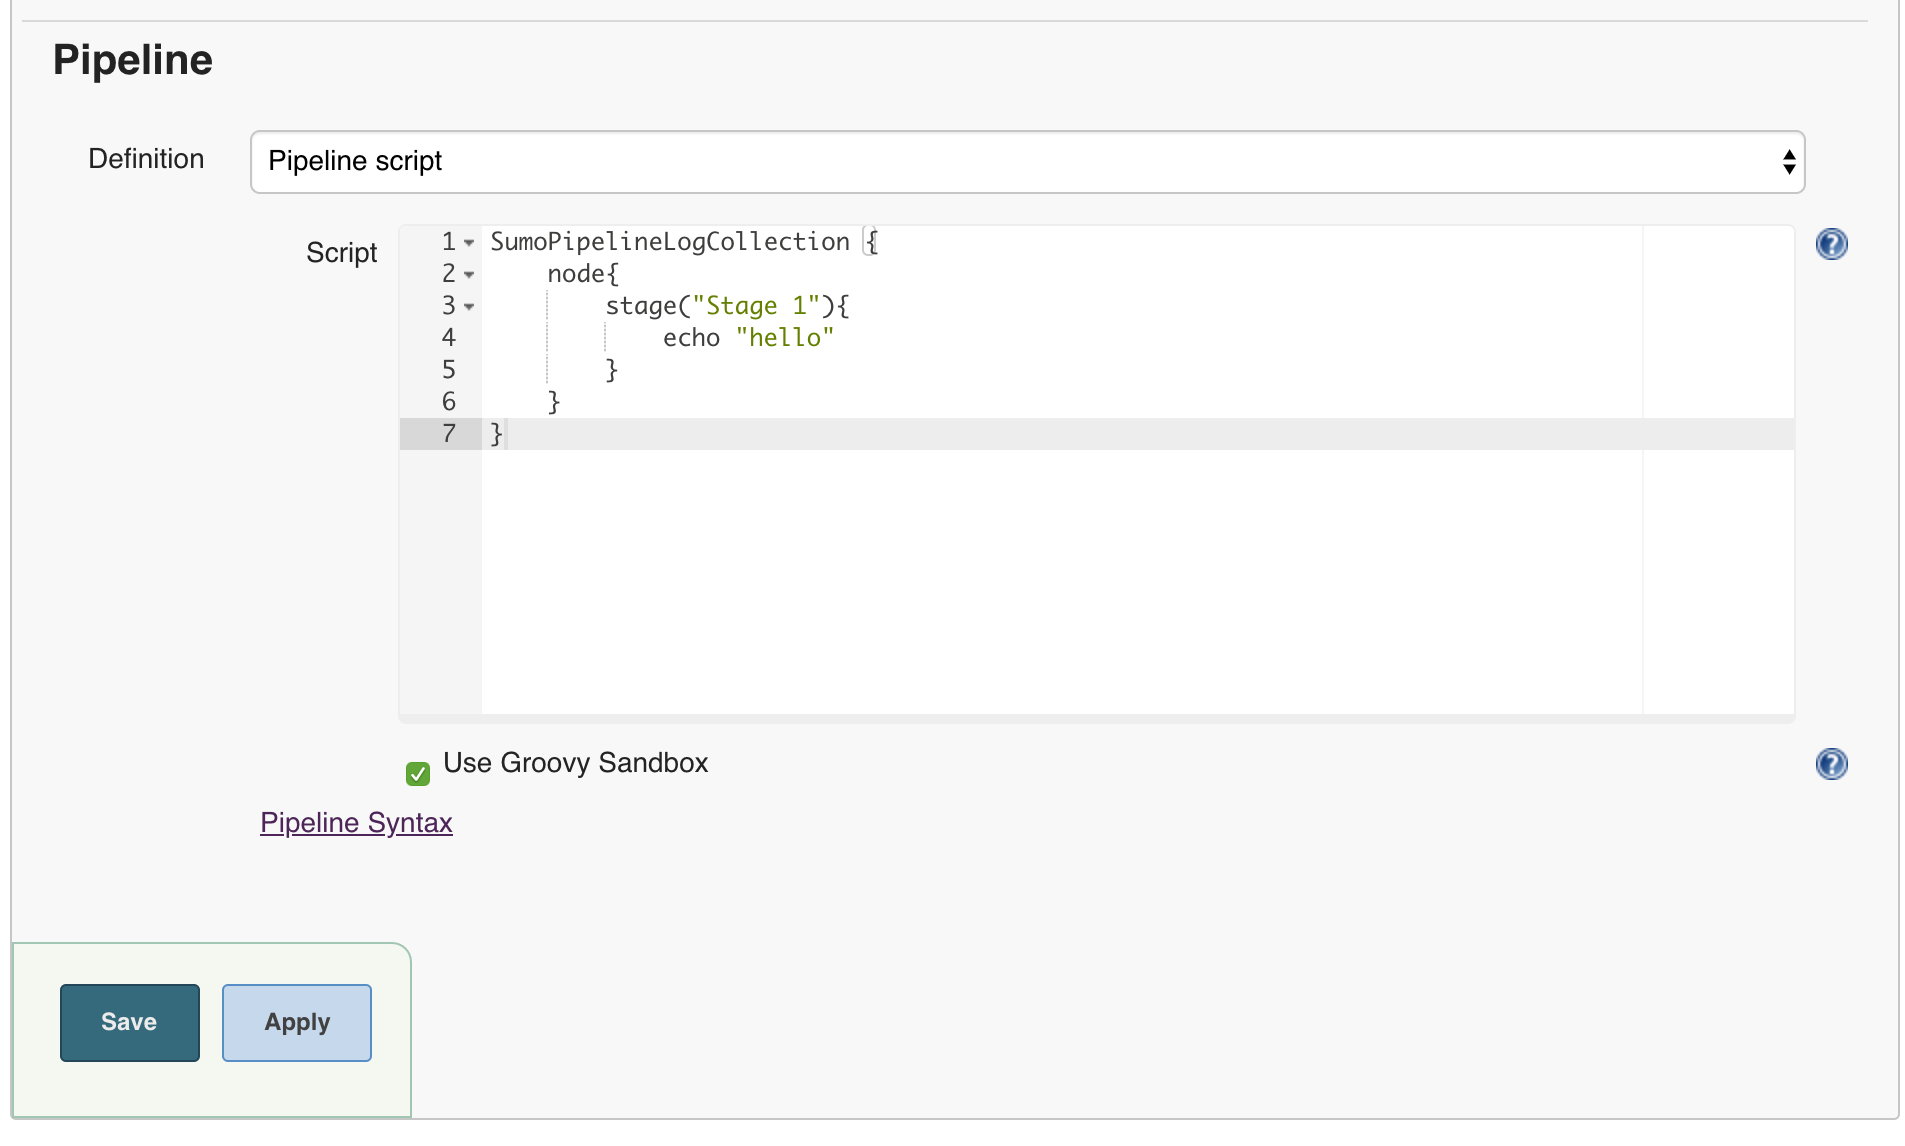 Pipeline
Definition
Pipeline script
Script
1 SumoPipelineLogCollection {
2     node{
3         stage("Stage 1"){
4             echo "hello"
5         }
6     }
7 }
?
Use Groovy Sandbox
?
Pipeline Syntax
Save
Apply